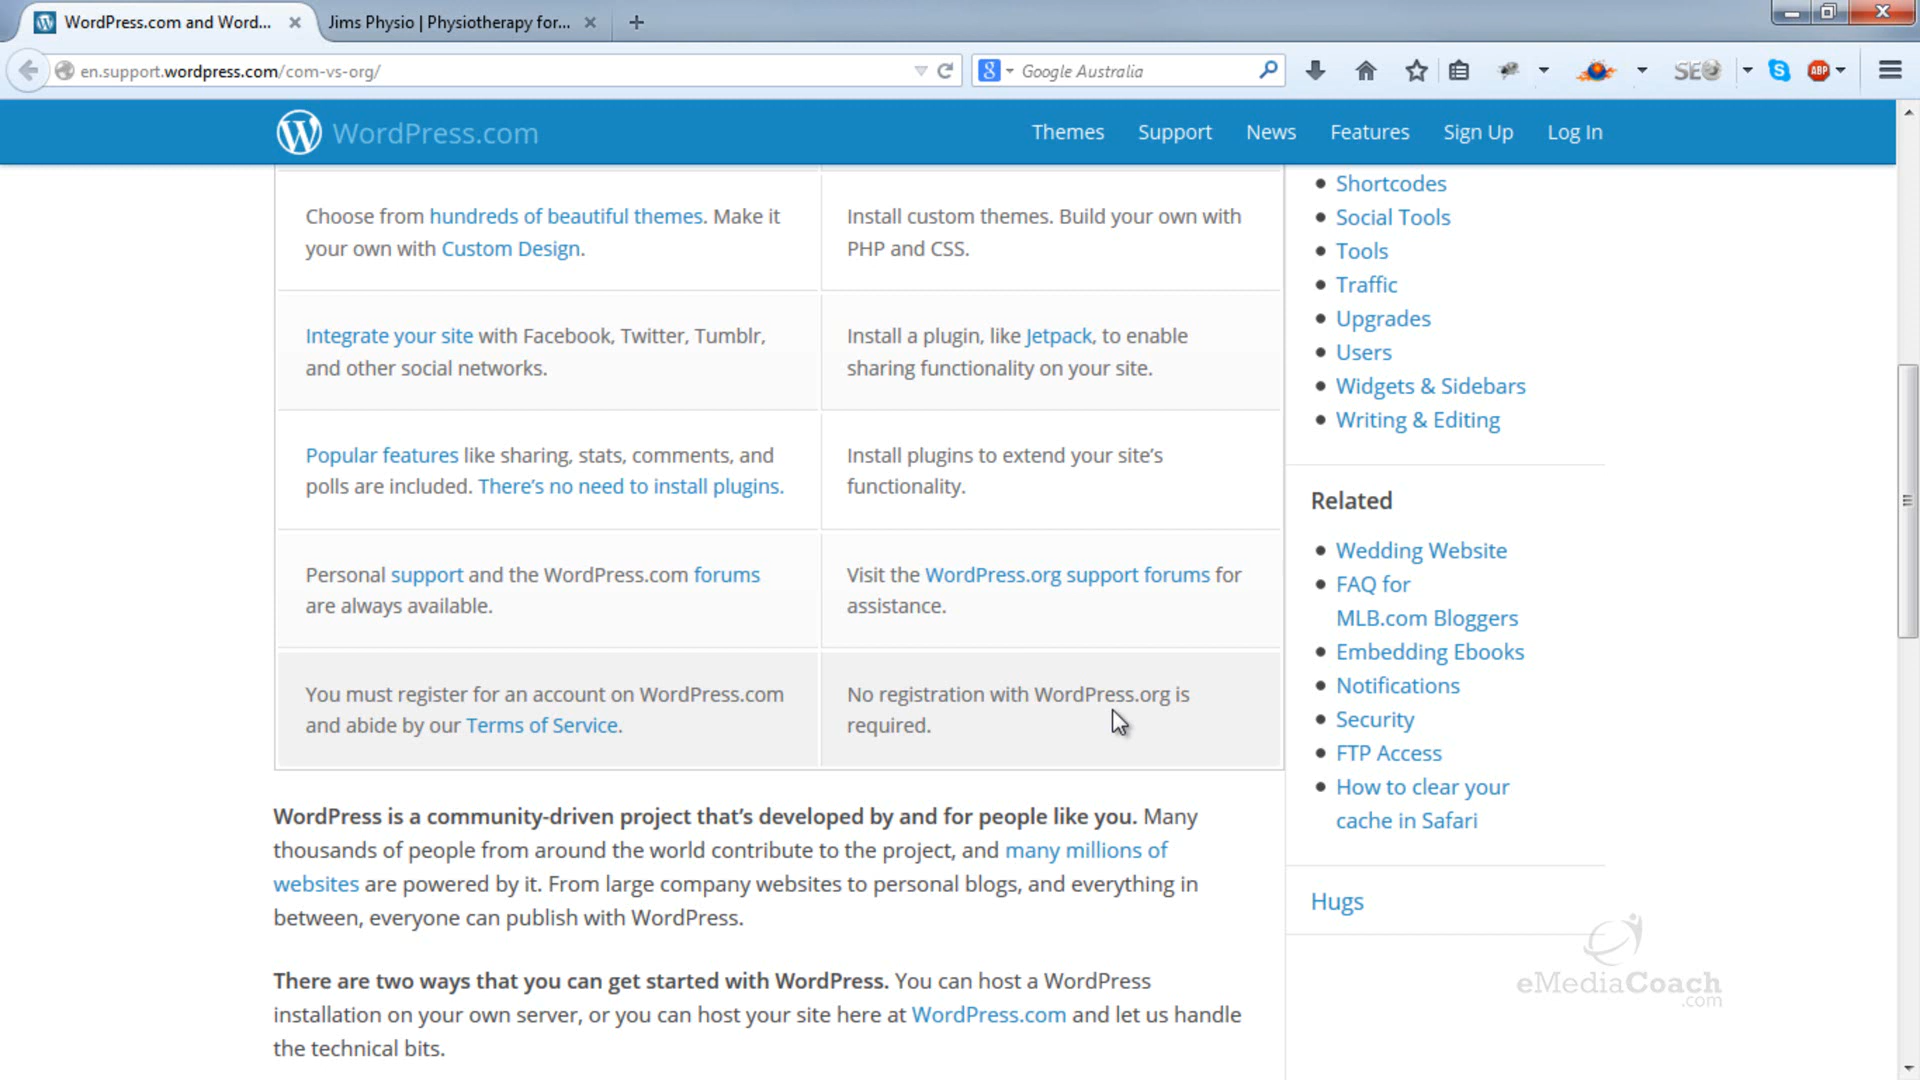 WordPress.com and Word...
Jims Physio | Physiotherapy for...
en.support.wordpress.com/com-vs-org/
Google Australia
SEO
ABP
WordPress.com
Themes
Support
News
Features
Sign Up
Log In
Choose from hundreds of beautiful themes. Make it
your own with Custom Design.
Install custom themes. Build your own with
PHP and CSS.
Integrate your site with Facebook, Twitter, Tumblr,
and other social networks.
Install a plugin, like Jetpack, to enable
sharing functionality on your site.
Popular features like sharing, stats, comments, and
polls are included. There's no need to install plugins.
Install plugins to extend your site's
functionality.
Personal support and the WordPress.com forums
are always available.
Visit the WordPress.org support forums for
assistance.
You must register for an account on WordPress.com
and abide by our Terms of Service.
No registration with WordPress.org is
required.
WordPress is a community-driven project that's developed by and for people like you. Many
thousands of people from around the world contribute to the project, and many millions of
websites are powered by it. From large company websites to personal blogs, and everything in
between, everyone can publish with WordPress.
There are two ways that you can get started with WordPress. You can host a WordPress
installation on your own server, or you can host your site here at WordPress.com and let us handle
the technical bits.
Shortcodes
Social Tools
Tools
Traffic
Upgrades
Users
Widgets & Sidebars
Writing & Editing
Related
Wedding Website
FAQ for
MLB.com Bloggers
Embedding Ebooks
Notifications
Security
FTP Access
How to clear your
cache in Safari
Hugs
eMediaCoach
.com